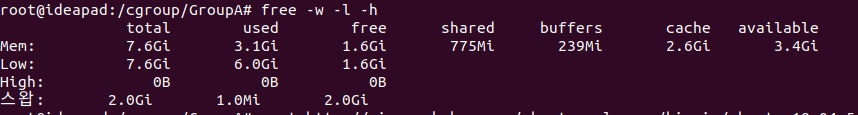 root@ideapad:/cgroup/GroupA# free -w -l -h
total used free shared buffers cache available
Mem: 7.6Gi 3.1Gi 1.6Gi 775Mi 239Mi 2.6Gi 3.4Gi
Low: 7.6Gi 6.0Gi 1.6Gi
High: 0B 0B 0B
스왑: 2.0Gi 1.0Mi 2.0Gi